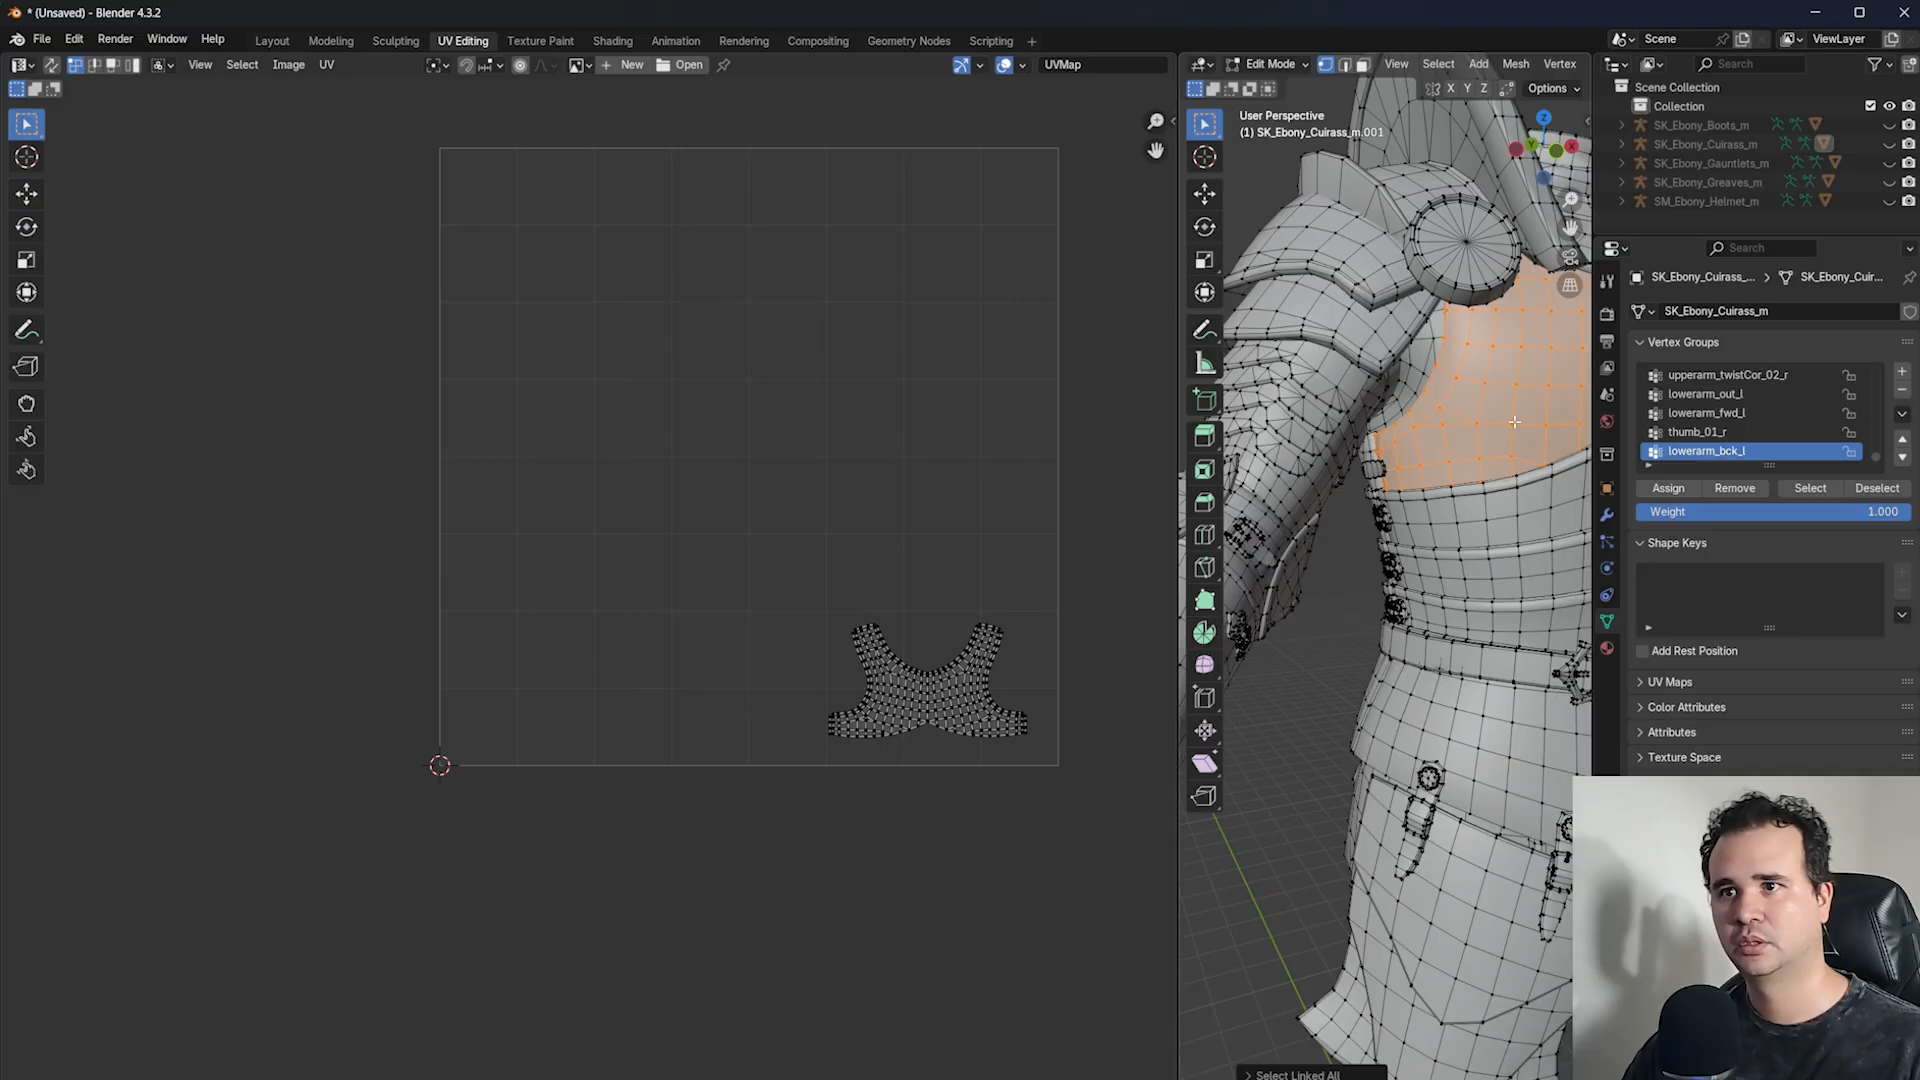 * (Unsaved) - Blender 4.3.2
File Edit Render Window Help Layout Modeling Sculpting UV Editing Texture Paint Shading Animation Rendering Compositing Geometry Nodes Scripting + Scene ViewLayer
View Select Image UV New Open UVMap Edit Mode View Select Add Mesh Vertex Search
X Y Z Options
Scene Collection
Collection
User Perspective
(1) SK_Ebony_Cuirass_m.001
SK_Ebony_Boots_m
SK_Ebony_Cuirass_m
SK_Ebony_Gauntlets_m
SK_Ebony_Greaves_m
SM_Ebony_Helmet_m
Z
Y
X
Search
SK_Ebony_Cuirass_... > SK_Ebony_Cuir...
SK_Ebony_Cuirass_m
Vertex Groups
upperarm_twistCor_02_r
lowerarm_out_l
lowerarm_fwd_l
thumb_01_r
lowerarm_bck_l
Assign Remove Select Deselect
Weight 1.000
Shape Keys
Add Rest Position
UV Maps
Color Attributes
Attributes
Texture Space
Select Linked All